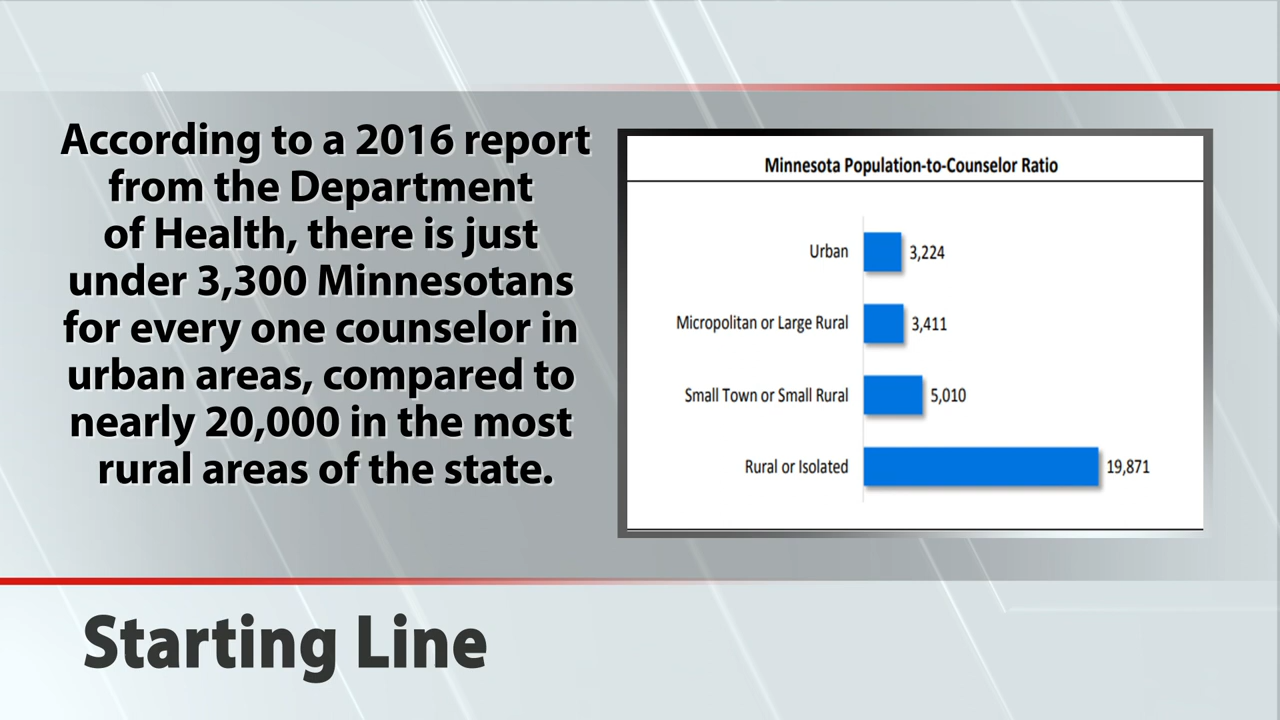 According to a 2016 report
from the Department
of Health, there is just
under 3,300 Minnesotans
for every one counselor in
urban areas, compared to
nearly 20,000 in the most
rural areas of the state.
Minnesota Population-to-Counselor Ratio
Urban 3,224
Micropolitan or Large Rural 3,411
Small Town or Small Rural 5,010
Rural or Isolated 19,871
Starting Line